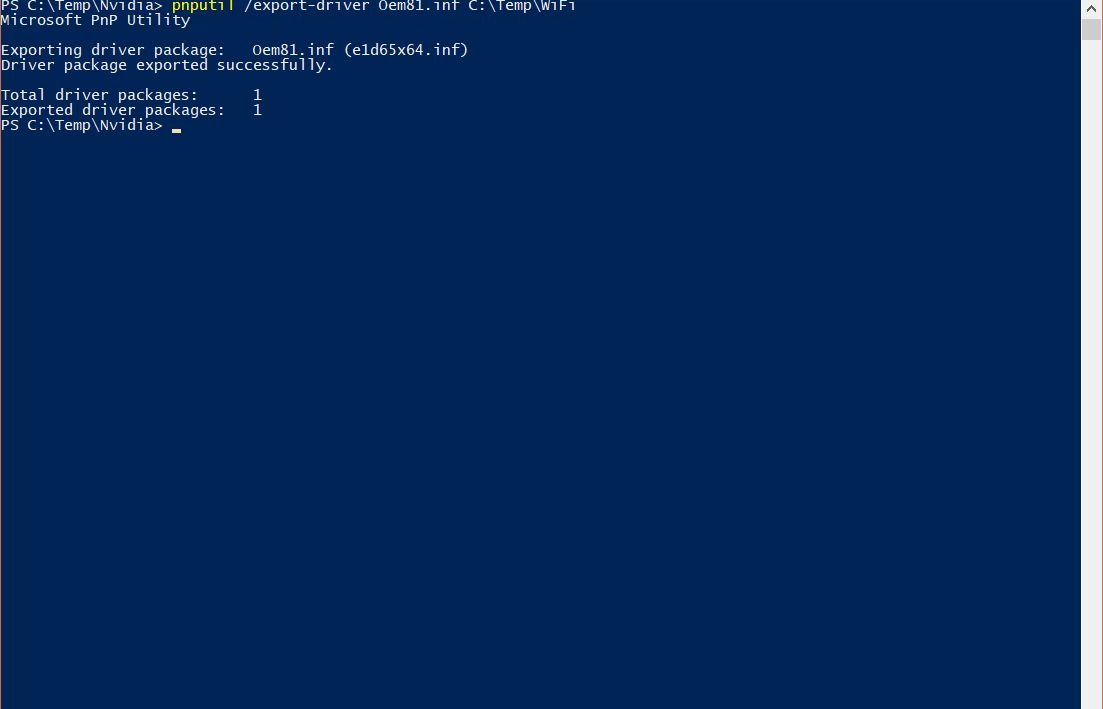 PS C:\Temp\Nvidia> pnputil /export-driver Oem81.inf C:\Temp\WiFi
Microsoft PnP Utility
Exporting driver package:   Oem81.inf (e1d65x64.inf)
Driver package exported successfully.
Total driver packages:      1
Exported driver packages:   1
PS C:\Temp\Nvidia>